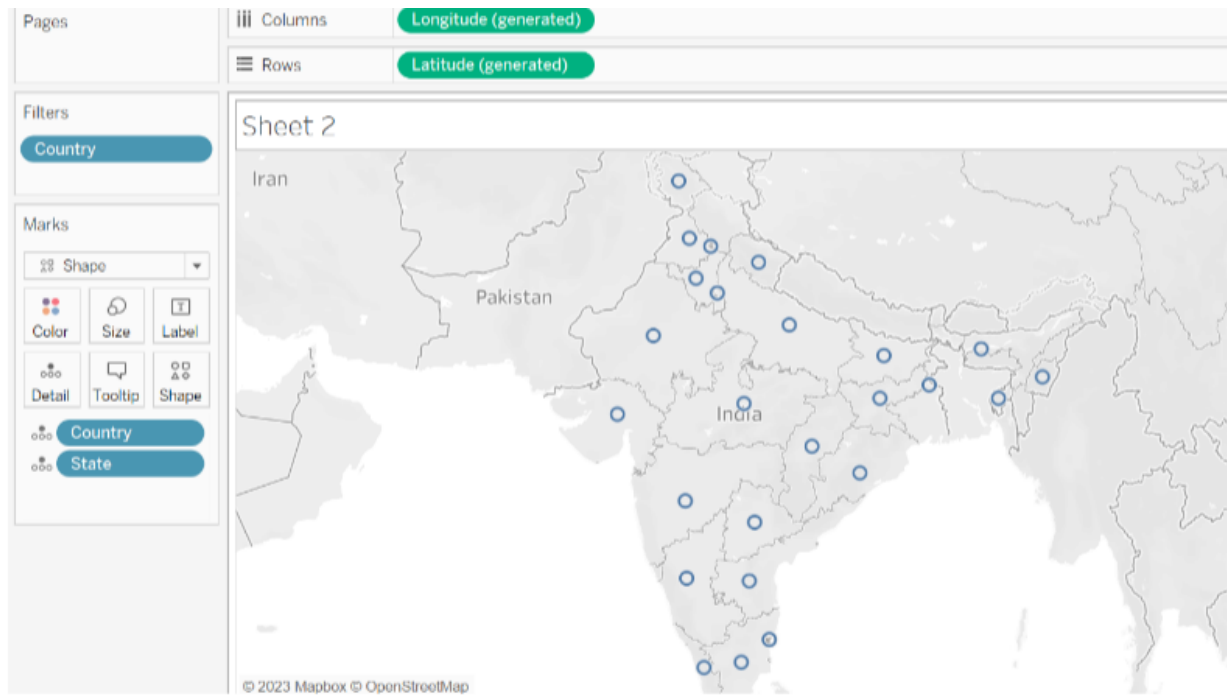 Pages
Columns
Longitude (generated)
Rows
Latitude (generated)
Filters
Country
Marks
Shape
Color
Size
Label
Detail
Tooltip
Shape
Country
State
Sheet 2
Iran
Pakistan
India
© 2023 Mapbox © OpenStreetMap